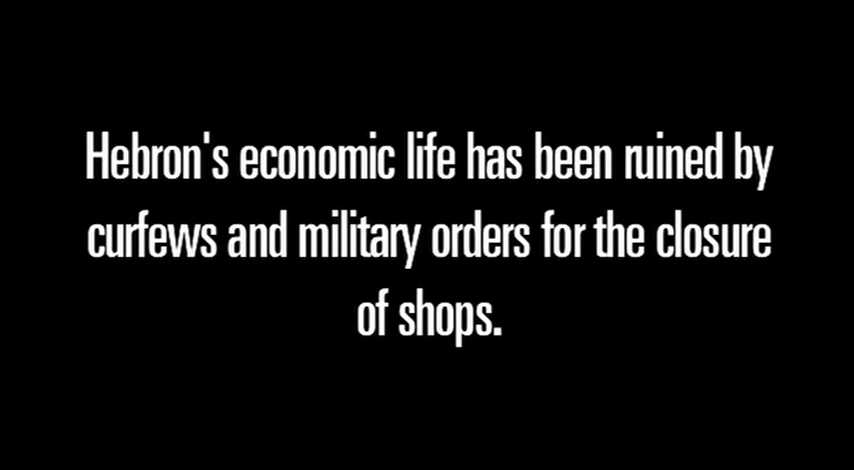 Hebron's economic life has been ruined by
curfews and military orders for the closure
of shops.